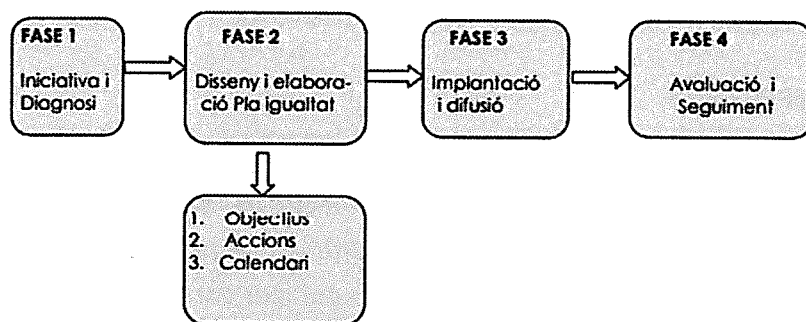 FASE 1
Iniciativa i
Diagnosi
FASE 2
Disseny i elabora-
ció Pla igualtat
FASE 3
Implantació
i difusió
FASE 4
Avaluació i
Seguiment
1. Objectius
2. Accions
3. Calendari